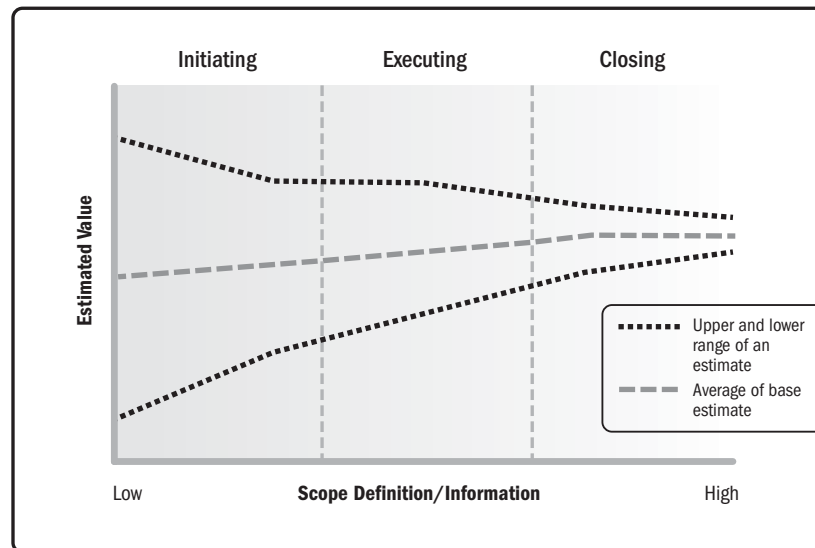 Initiating
Executing
Closing
Estimated Value
Upper and lower
range of an
estimate
Average of base
estimate
Low
Scope Definition/Information
High